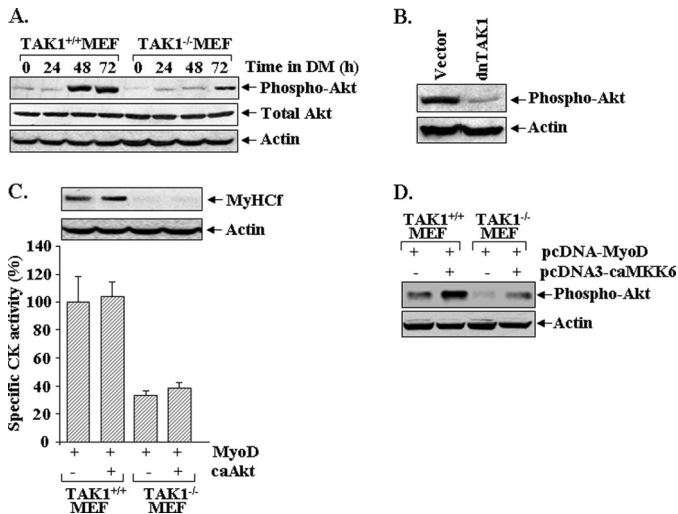 A.
TAK1+/+MEF TAK1-/-MEF
0 24 48 72 0 24 48 72 Time in DM (h)
Phospho-Akt
Total Akt
Actin
B.
Vector
dnTAK1
Phospho-Akt
Actin
C.
MyHCf
Actin
Specific CK activity (%)
140
120
100
80
60
40
20
0
+ + + + MyoD
- + - + caAkt
TAK1+/+ MEF
TAK1-/- MEF
D.
TAK1+/+ MEF
TAK1-/- MEF
+ + + + pcDNA-MyoD
- + - + pcDNA3-caMKK6
Phospho-Akt
Actin